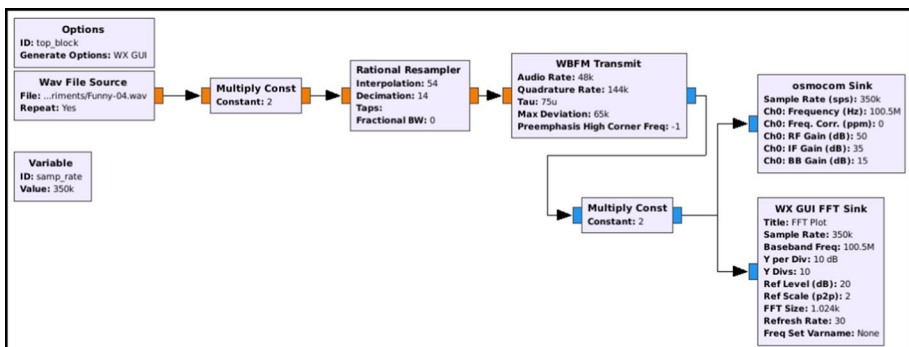 Options
ID: top_block
Generate Options: WX GUI
Wav File Source
File: ...riments/Funny-04.wav
Repeat: Yes
Variable
ID: samp_rate
Value: 350k
Multiply Const
Constant: 2
Rational Resampler
Interpolation: 54
Decimation: 14
Taps:
Fractional BW: 0
WBFM Transmit
Audio Rate: 48k
Quadrature Rate: 144k
Tau: 75u
Max Deviation: 65k
Preemphasis High Corner Freq: -1
Multiply Const
Constant: 2
osmocom Sink
Sample Rate (sps): 350k
Ch0: Frequency (Hz): 100.5M
Ch0: Freq. Corr. (ppm): 0
Ch0: RF Gain (dB): 50
Ch0: IF Gain (dB): 35
Ch0: BB Gain (dB): 15
WX GUI FFT Sink
Title: FFT Plot
Sample Rate: 350k
Baseband Freq: 100.5M
Y per Div: 10 dB
Y Divs: 10
Ref Level (dB): 20
Ref Scale (p2p): 2
FFT Size: 1.024k
Refresh Rate: 30
Freq Set Varname: None